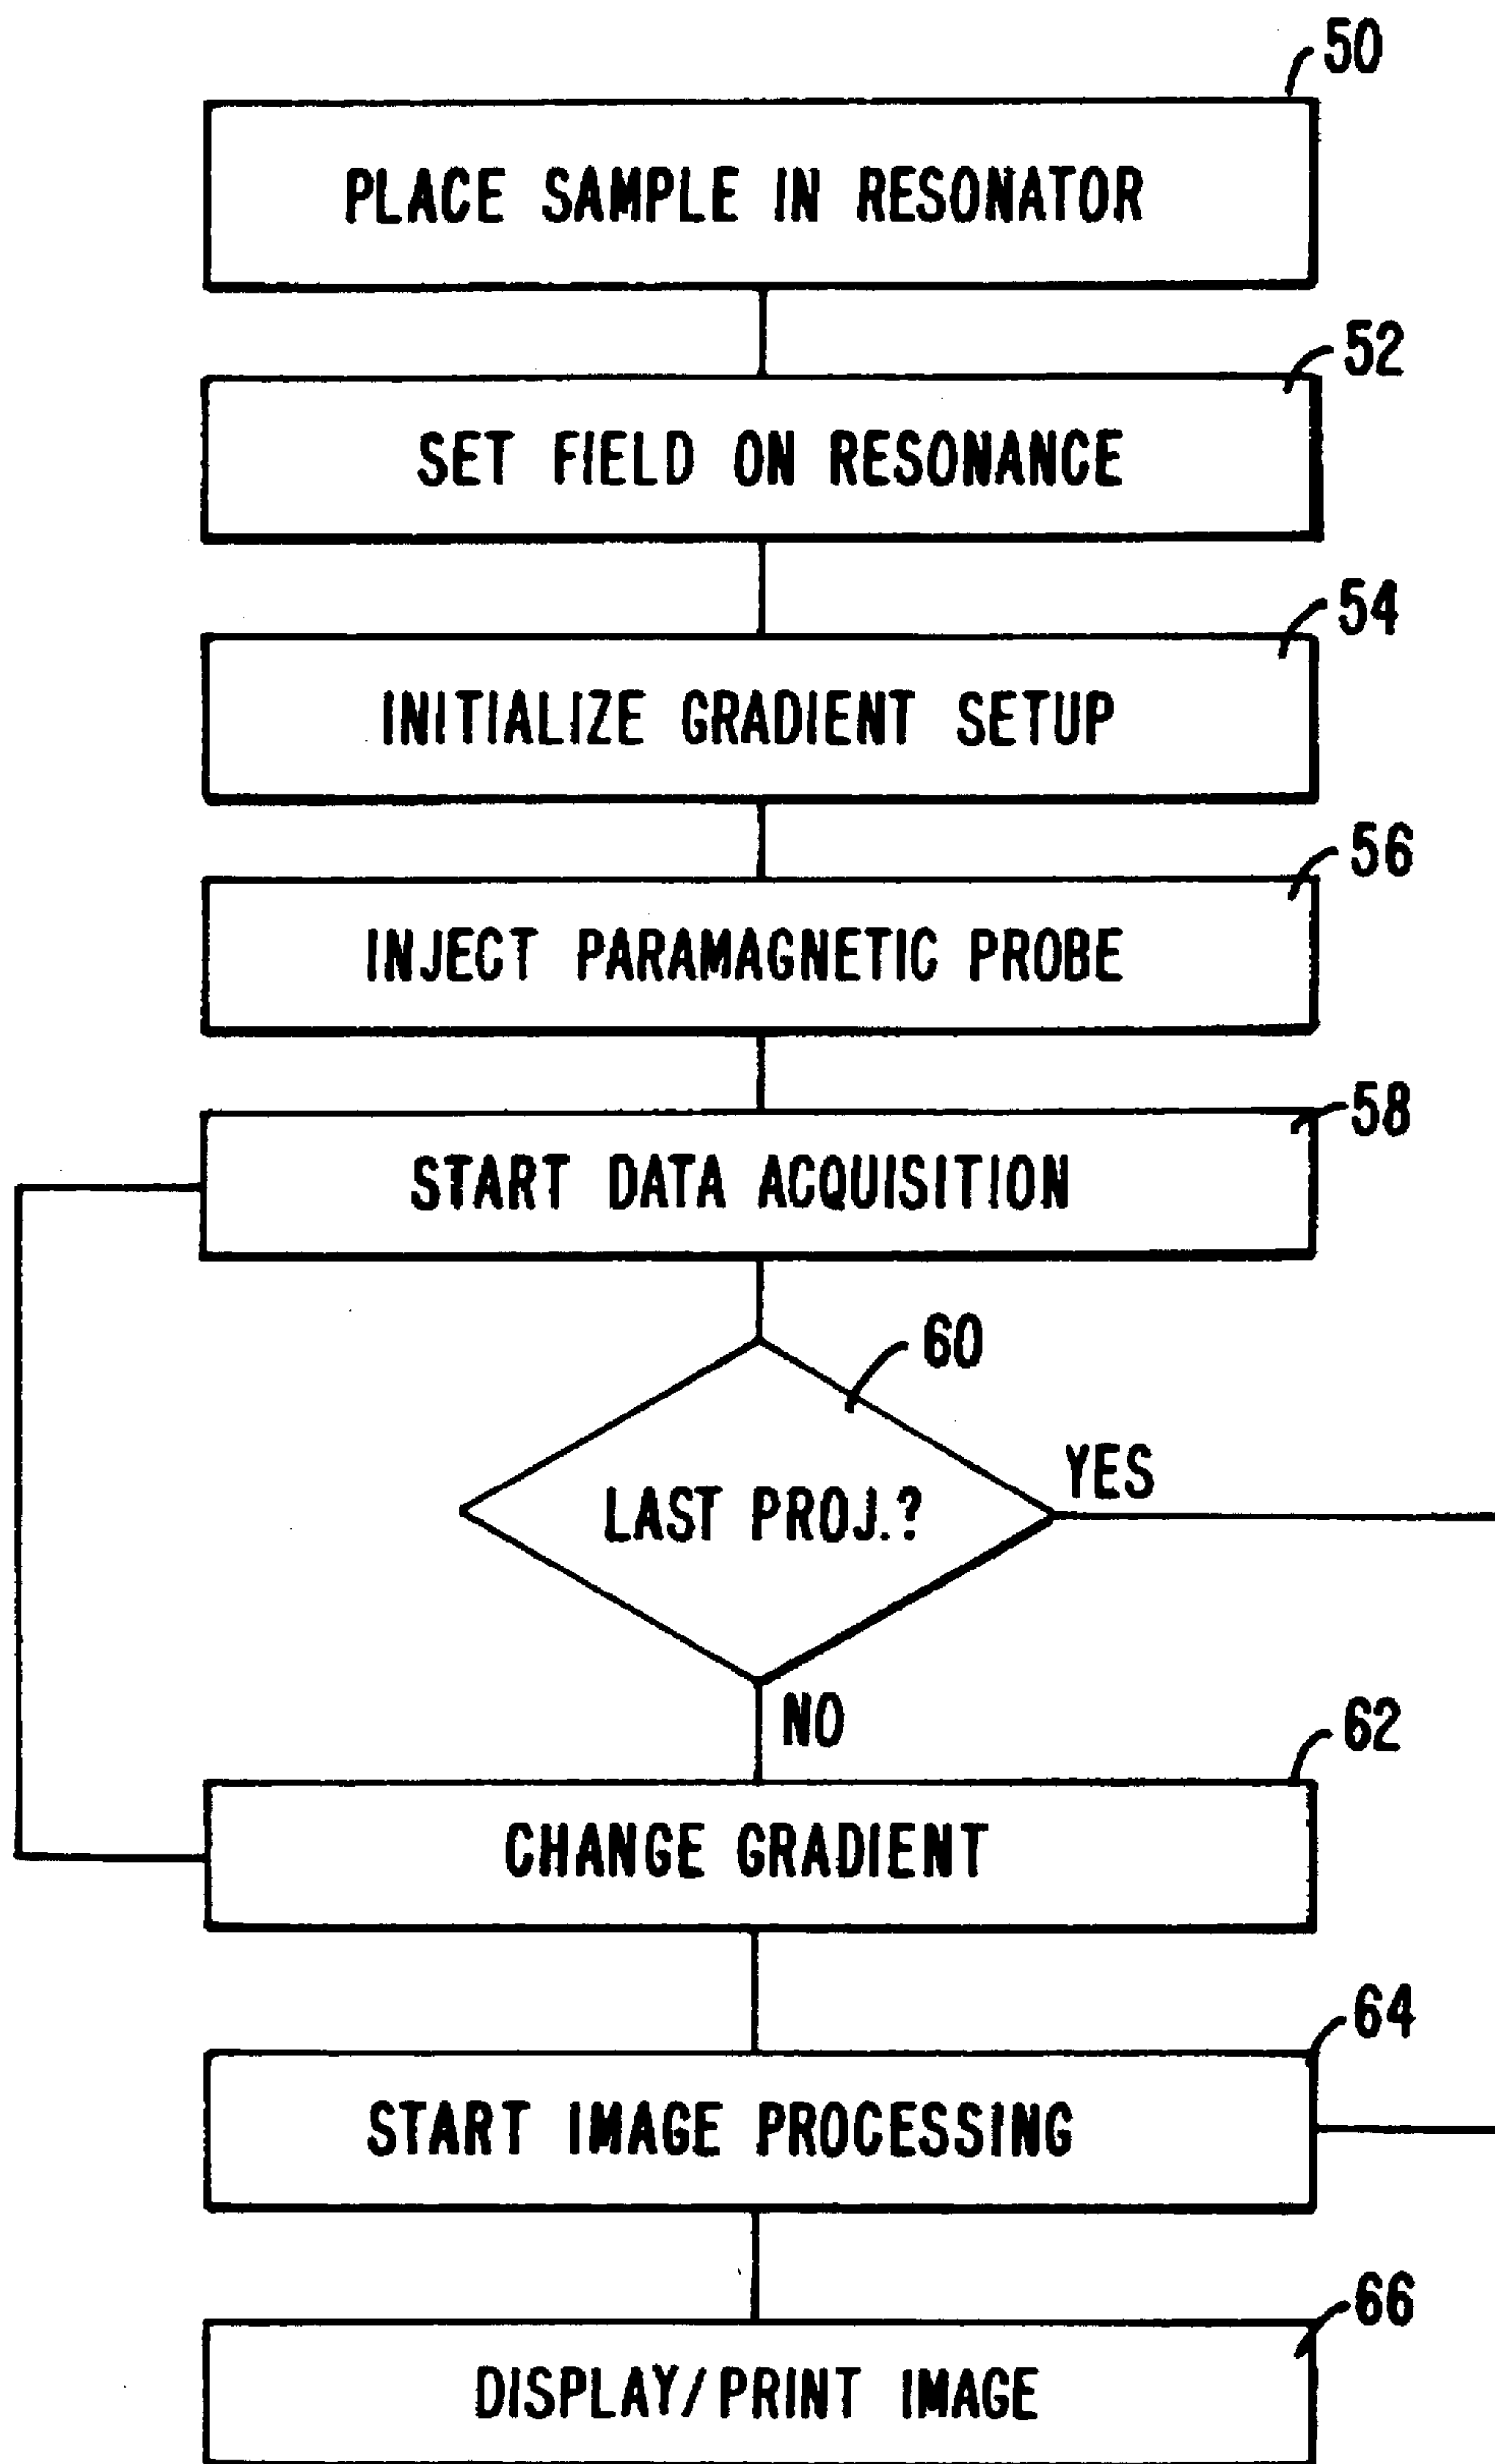 50
PLACE SAMPLE IN RESONATOR
52
SET FIELD ON RESONANCE
54
INITIALIZE GRADIENT SETUP
56
INJECT PARAMAGNETIC PROBE
58
START DATA ACQUISITION
60
LAST PROJ.?
YES
NO
62
CHANGE GRADIENT
64
START IMAGE PROCESSING
66
DISPLAY/PRINT IMAGE